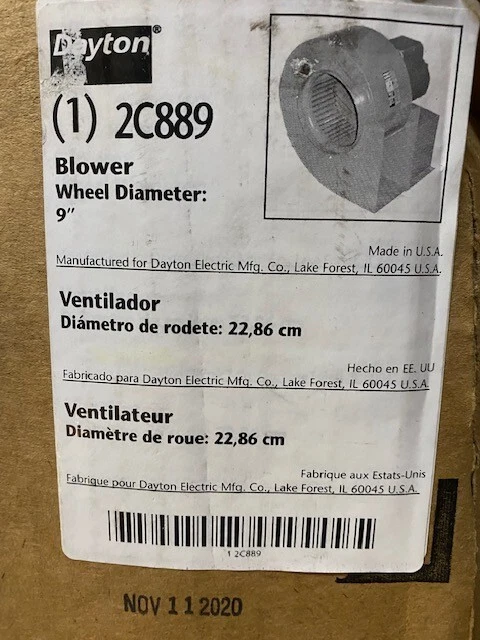 Dayton®
(1) 2C889
Blower
Wheel Diameter:
9"
Made in U.S.A.
Manufactured for Dayton Electric Mfg. Co., Lake Forest, IL 60045 U.S.A.
Ventilador
Diámetro de rodete: 22,86 cm
Hecho en EE. UU
Fabricado para Dayton Electric Mfg. Co., Lake Forest, IL 60045 U.S.A.
Ventilateur
Diamètre de roue: 22,86 cm
Fabrique aux Estats-Unis
Fabrique pour Dayton Electric Mfg. Co., Lake Forest, IL 60045 U.S.A.
1 2C889
NOV 11 2020